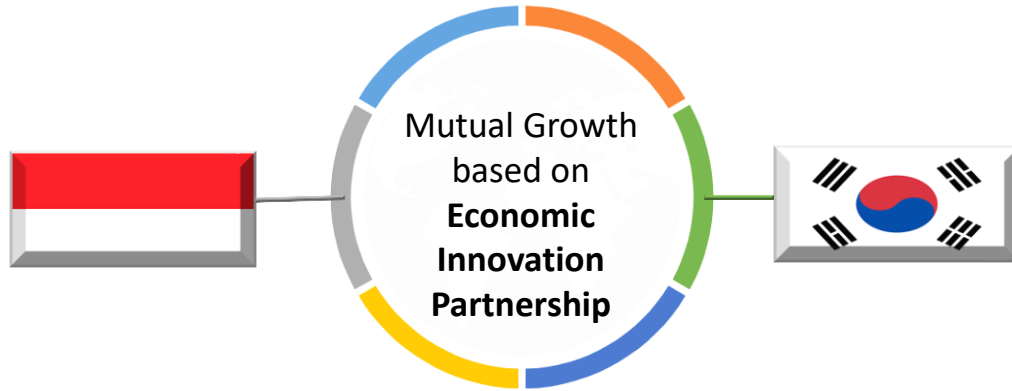 Mutual Growth
based on
Economic
Innovation
Partnership